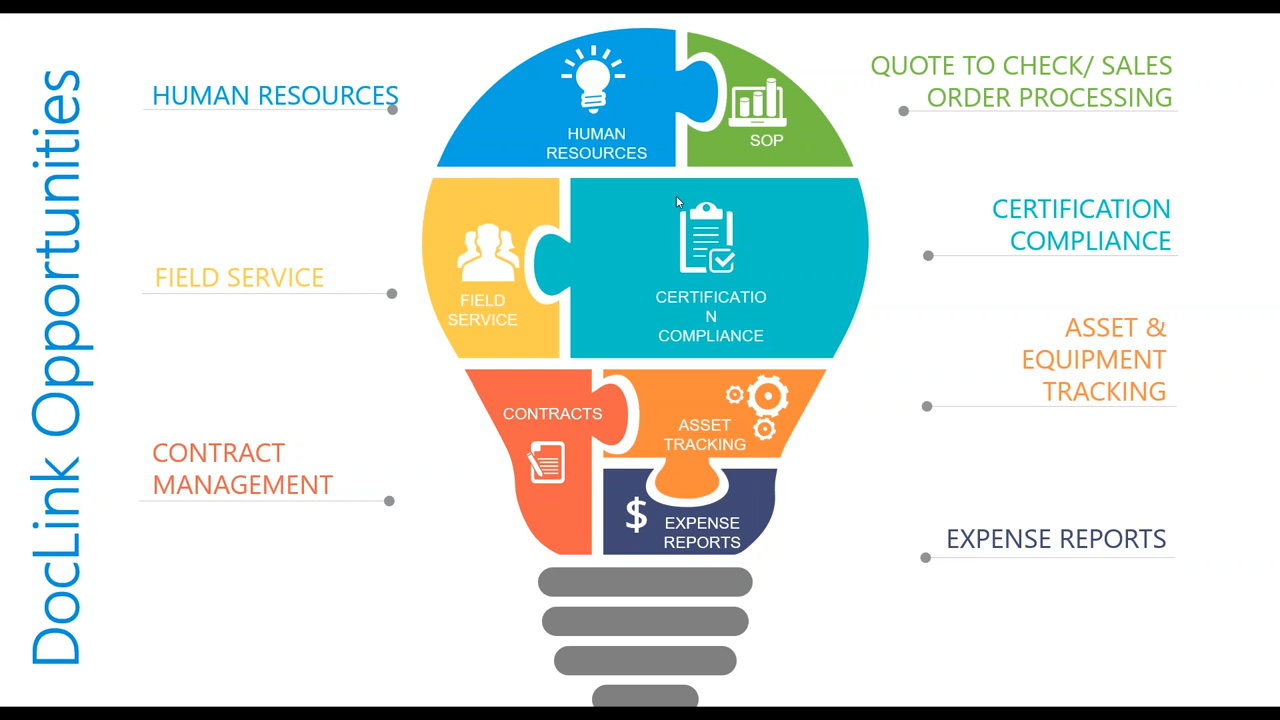 DocLink Opportunities
HUMAN RESOURCES
FIELD SERVICE
CONTRACT
MANAGEMENT
HUMAN
RESOURCES
SOP
FIELD
SERVICE
CERTIFICATIO
N
COMPLIANCE
CONTRACTS
ASSET
TRACKING
$
EXPENSE
REPORTS
QUOTE TO CHECK/ SALES
ORDER PROCESSING
CERTIFICATION
COMPLIANCE
ASSET &
EQUIPMENT
TRACKING
EXPENSE REPORTS